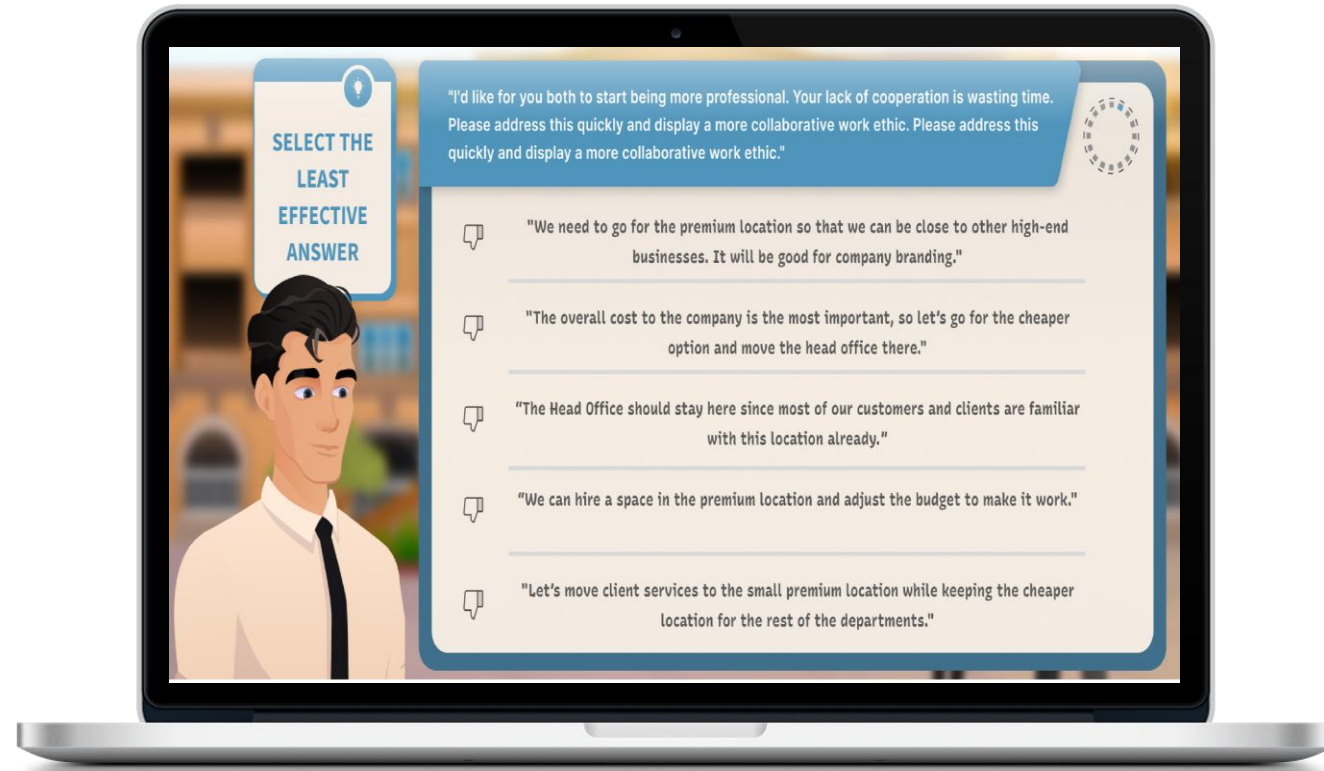 SELECT THE
LEAST
EFFECTIVE
ANSWER
"I'd like for you both to start being more professional. Your lack of cooperation is wasting time.
Please address this quickly and display a more collaborative work ethic. Please address this
quickly and display a more collaborative work ethic."
"We need to go for the premium location so that we can be close to other high-end
businesses. It will be good for company branding."
"The overall cost to the company is the most important, so let's go for the cheaper
option and move the head office there."
"The Head Office should stay here since most of our customers and clients are familiar
with this location already."
"We can hire a space in the premium location and adjust the budget to make it work."
"Let's move client services to the small premium location while keeping the cheaper
location for the rest of the departments."